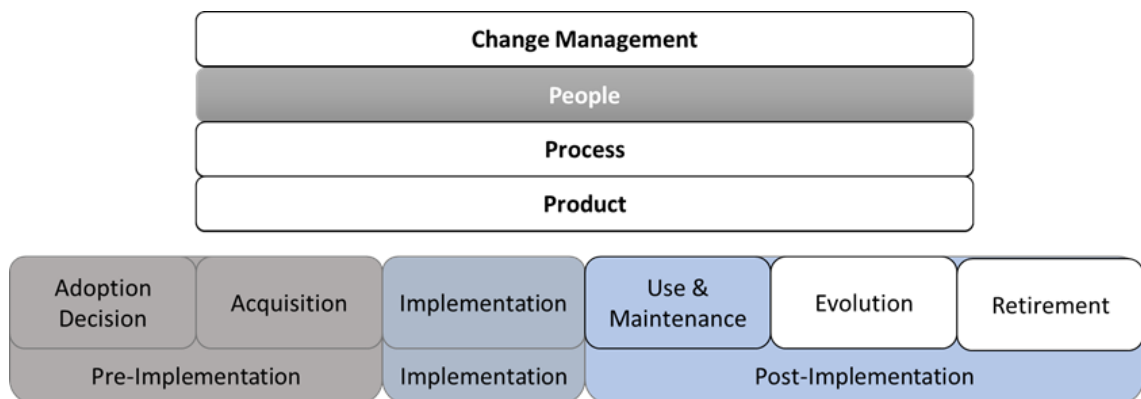 Change Management
People
Process
Product
Adoption
Decision
Acquisition
Implementation
Use &
Maintenance
Evolution
Retirement
Pre-Implementation
Implementation
Post-Implementation